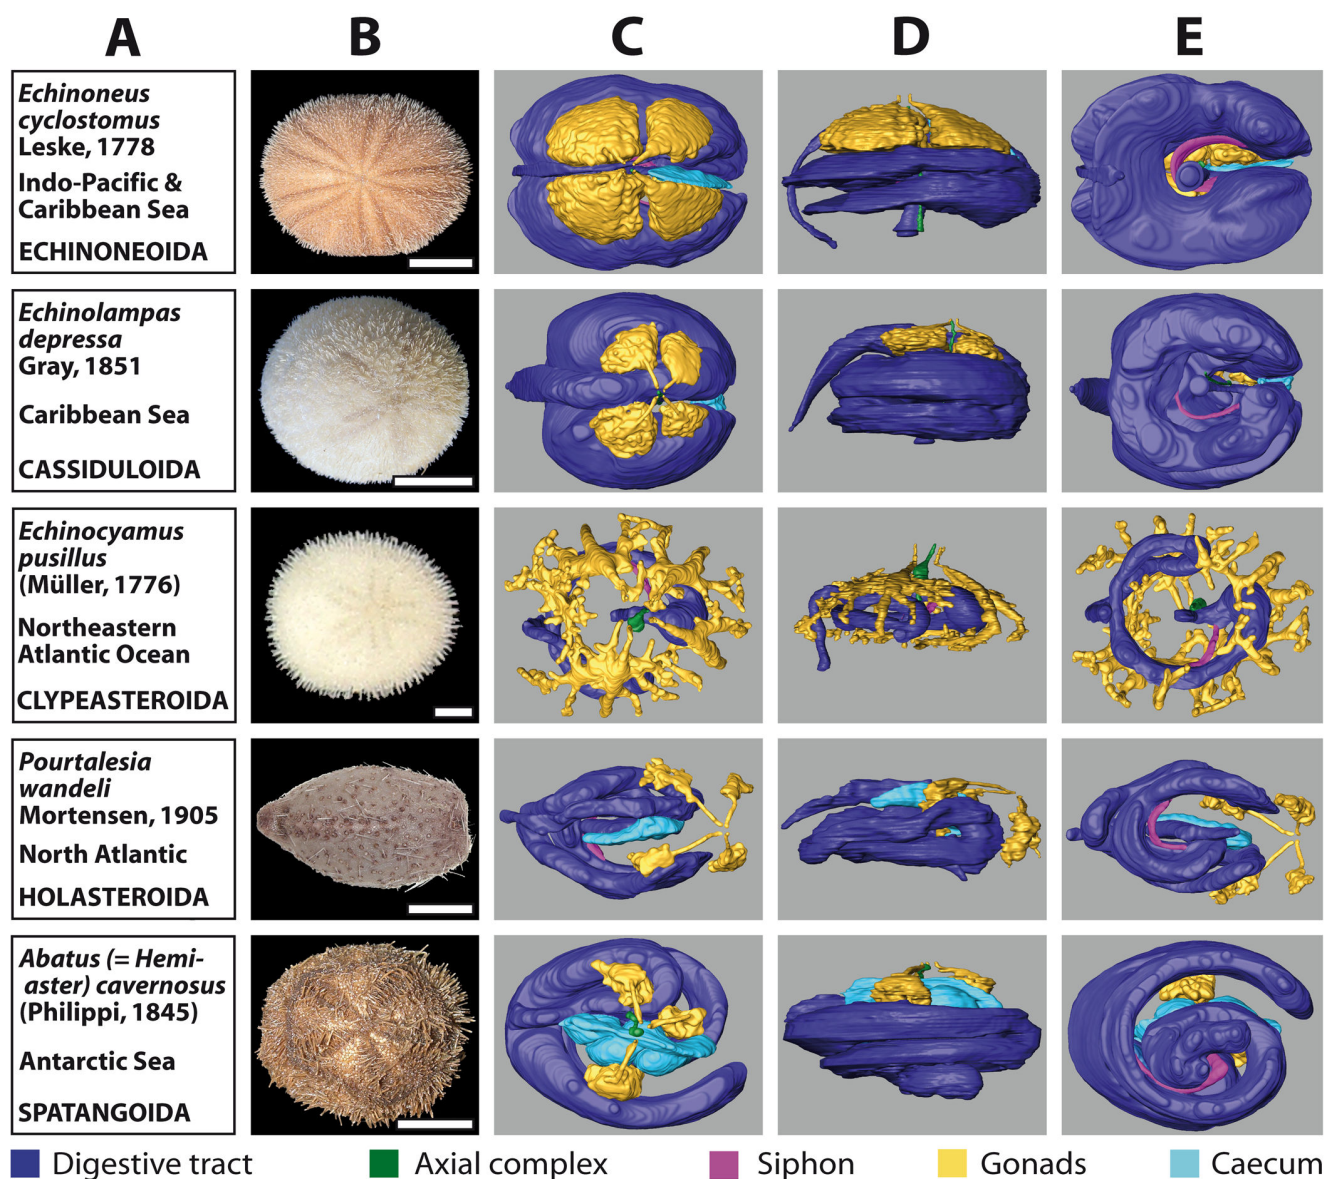 A B C D E
Echinoneus
cyclostomus
Leske, 1778
Indo-Pacific &
Caribbean Sea
ECHINONEOIDA
Echinolampas
depressa
Gray, 1851
Caribbean Sea
CASSIDULOIDA
Echinocyamus
pusillus
(Müller, 1776)
Northeastern
Atlantic Ocean
CLYPEASTEROIDA
Pourtalesia
wandeli
Mortensen, 1905
North Atlantic
HOLASTEROIDA
Abatus (= Hemi-
aster) cavernosus
(Philippi, 1845)
Antarctic Sea
SPATANGOIDA
Digestive tract Axial complex Siphon Gonads Caecum